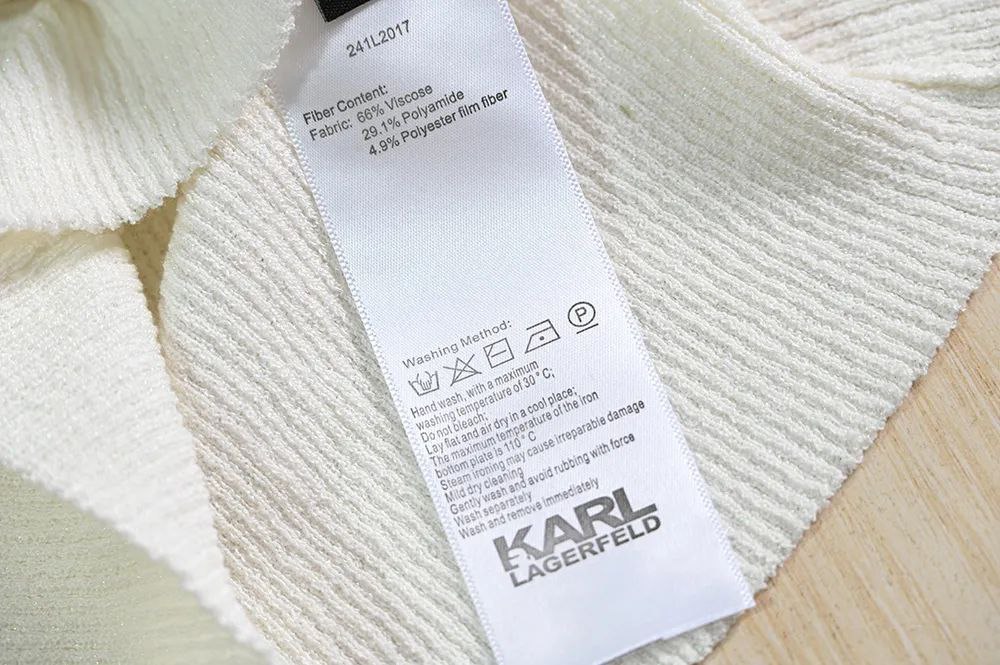 241L2017
Fiber Content:
Fabric: 66% Viscose
29.1% Polyamide
4.9% Polyester film fiber
Washing Method:
P
Hand wash, with a maximum
washing temperature of 30°C;
Do not bleach;
Lay flat and air dry in a cool place;
The maximum temperature of the iron
bottom plate is 110°C
Steam ironing may cause irreparable damage
Mild dry cleaning
Gently wash and avoid rubbing with force
Wash separately
Wash and remove immediately
KARL
LAGERFELD